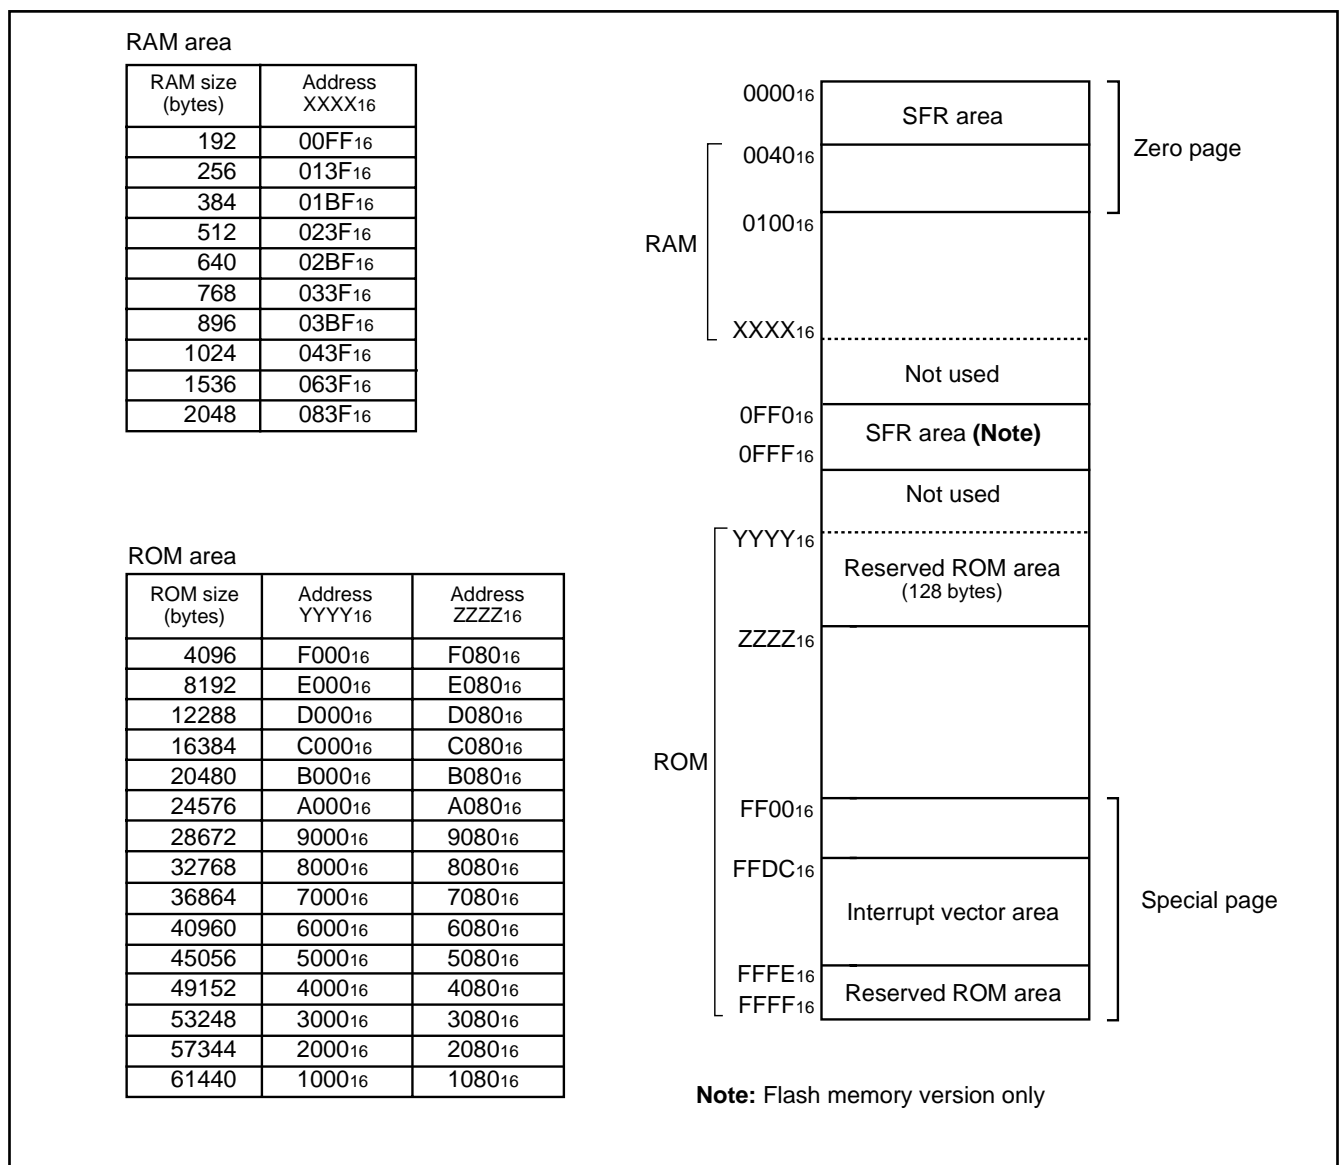 RAM area
RAM size (bytes) Address XXXX16
192 00FF16
256 013F16
384 01BF16
512 023F16
640 02BF16
768 033F16
896 03BF16
1024 043F16
1536 063F16
2048 083F16
ROM area
ROM size (bytes) Address YYYY16 Address ZZZZ16
4096 F00016 F08016
8192 E00016 E08016
12288 D00016 D08016
16384 C00016 C08016
20480 B00016 B08016
24576 A00016 A08016
28672 900016 908016
32768 800016 808016
36864 700016 708016
40960 600016 608016
45056 500016 508016
49152 400016 408016
53248 300016 308016
57344 200016 208016
61440 100016 108016
000016
SFR area
Zero page
004016
010016
RAM
XXXX16
Not used
0FF016
SFR area (Note)
0FFF16
Not used
YYYY16
Reserved ROM area
(128 bytes)
ZZZZ16
ROM
FF0016
FFDC16
Interrupt vector area
Special page
FFFE16
Reserved ROM area
FFFF16
Note: Flash memory version only